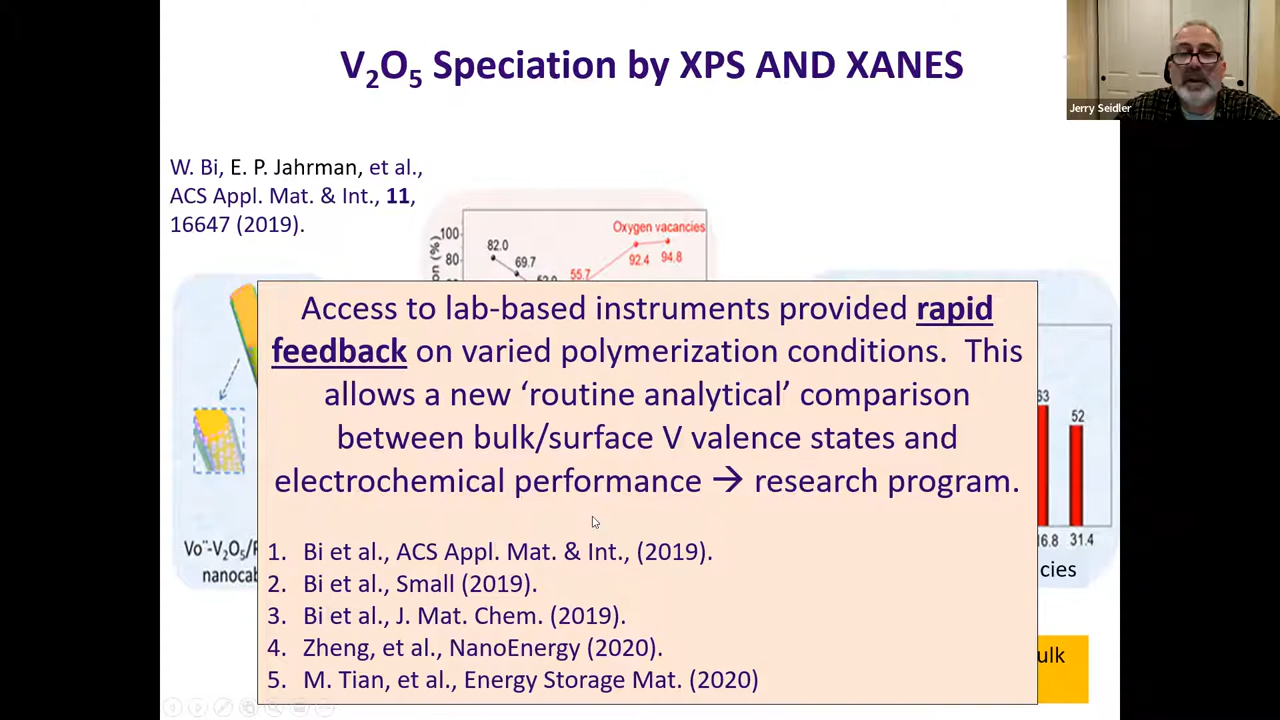 V2O5 Speciation by XPS AND XANES
Jerry Seidler
W. Bi, E. P. Jahrman, et al.,
ACS Appl. Mat. & Int., 11,
16647 (2019).
Oxygen vacancies
100
82.0
92.4
94.8
80
69.7
55.7
Access to lab-based instruments provided rapid
feedback on varied polymerization conditions. This
allows a new ‘routine analytical’ comparison
between bulk/surface V valence states and
electrochemical performance → research program.
63
52
16.8
31.4
1. Bi et al., ACS Appl. Mat. & Int., (2019).
2. Bi et al., Small (2019).
3. Bi et al., J. Mat. Chem. (2019).
4. Zheng, et al., NanoEnergy (2020).
5. M. Tian, et al., Energy Storage Mat. (2020)